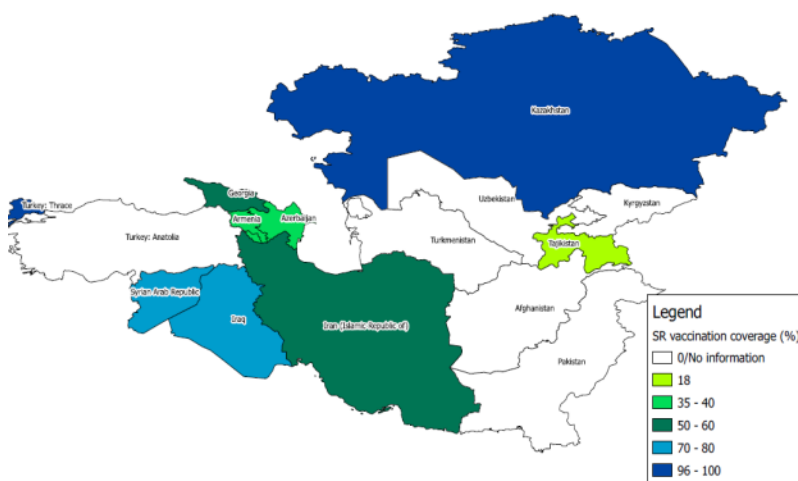 Kazakhstan
Uzbekistan
Kyrgyzstan
Georgia
Turkey: Thrace
Armenia
Azerbaijan
Turkey: Anatolia
Turkmenistan
Tajikistan
Syrian Arab Republic
Iraq
Iran (Islamic Republic of)
Afghanistan
Pakistan
Legend
SR vaccination coverage (%)
0/No information
18
35 - 40
50 - 60
70 - 80
96 - 100